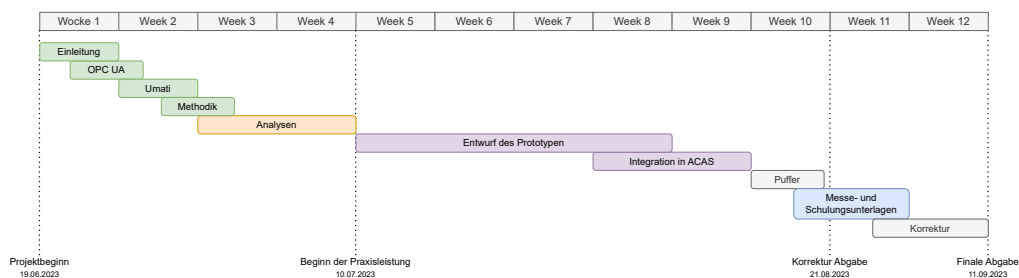 Wocke 1 Week 2 Week 3 Week 4 Week 5 Week 6 Week 7 Week 8 Week 9 Week 10 Week 11 Week 12
Einleitung
OPC UA
Umati
Methodik
Analysen
Entwurf des Prototypen
Integration in ACAS
Puffer
Messe- und
Schulungsunterlagen
Korrektur
Projektbeginn Beginn der Praxisleistung Korrektur Abgabe Finale Abgabe
19.06.2023 10.07.2023 21.08.2023 11.09.2023